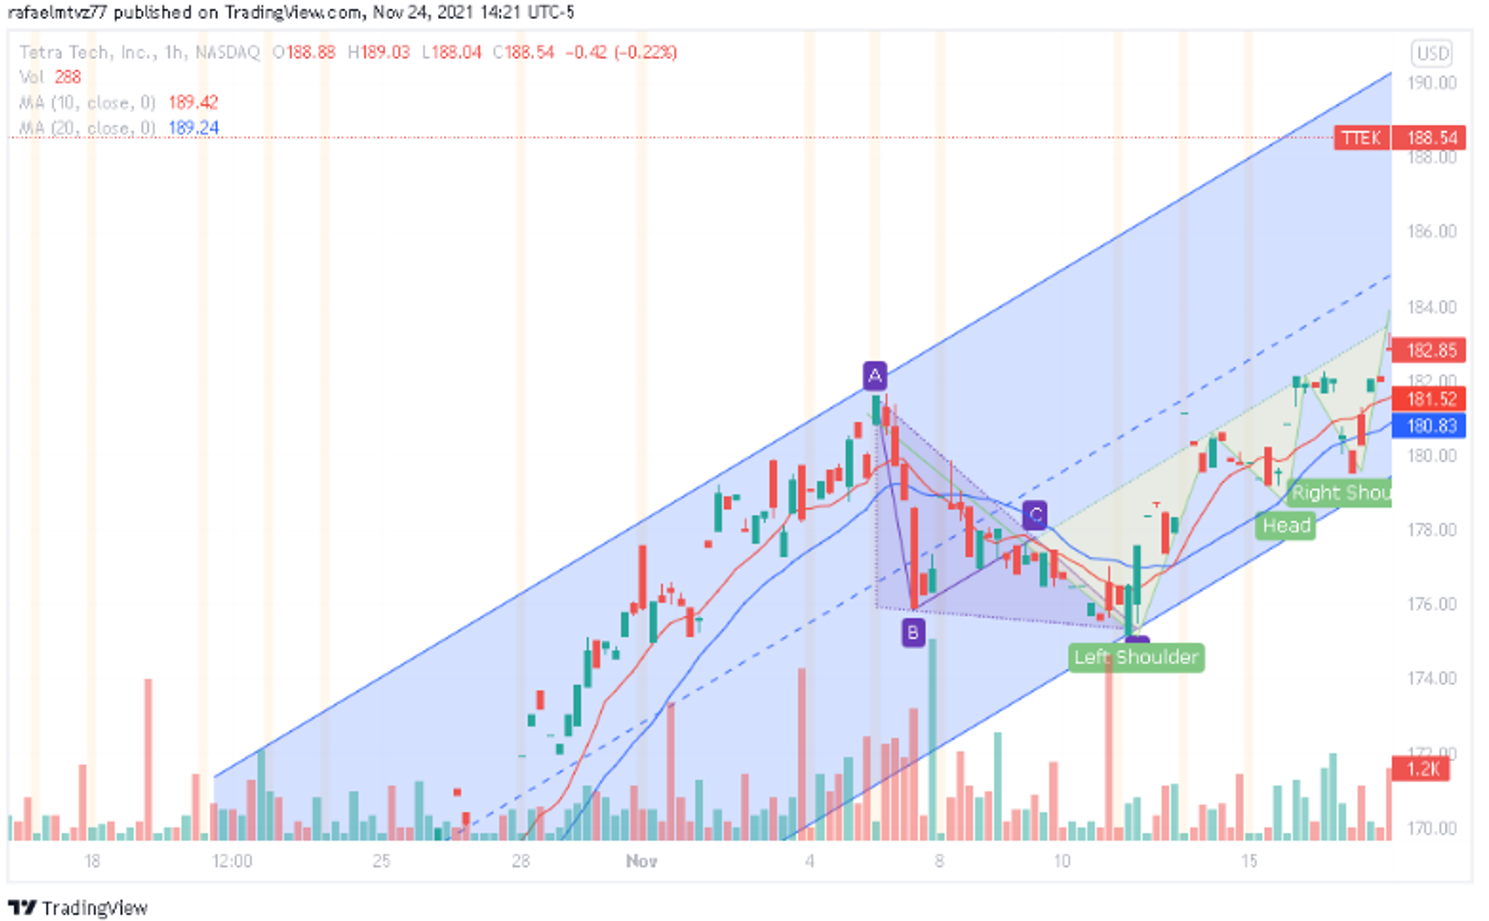 rafaelmtvz77 published on TradingView.com, Nov 24, 2021 14:21 UTC-5
Tetra Tech, Inc., 1h, NASDAQ O188.88 H189.03 L188.04 C188.54 -0.42 (-0.22%)
USD
Vol 288
190.00
MA (10, close, 0) 189.42
MA (20, close, 0) 189.24
TTEK 188.54
188.00
186.00
184.00
182.85
A
182.00
181.52
180.83
180.00
Right Shou
C
Head
178.00
176.00
B
Left Shoulder
174.00
172.00
1.2K
170.00
18 12:00 25 28 Nov 4 8 10 15
TradingView